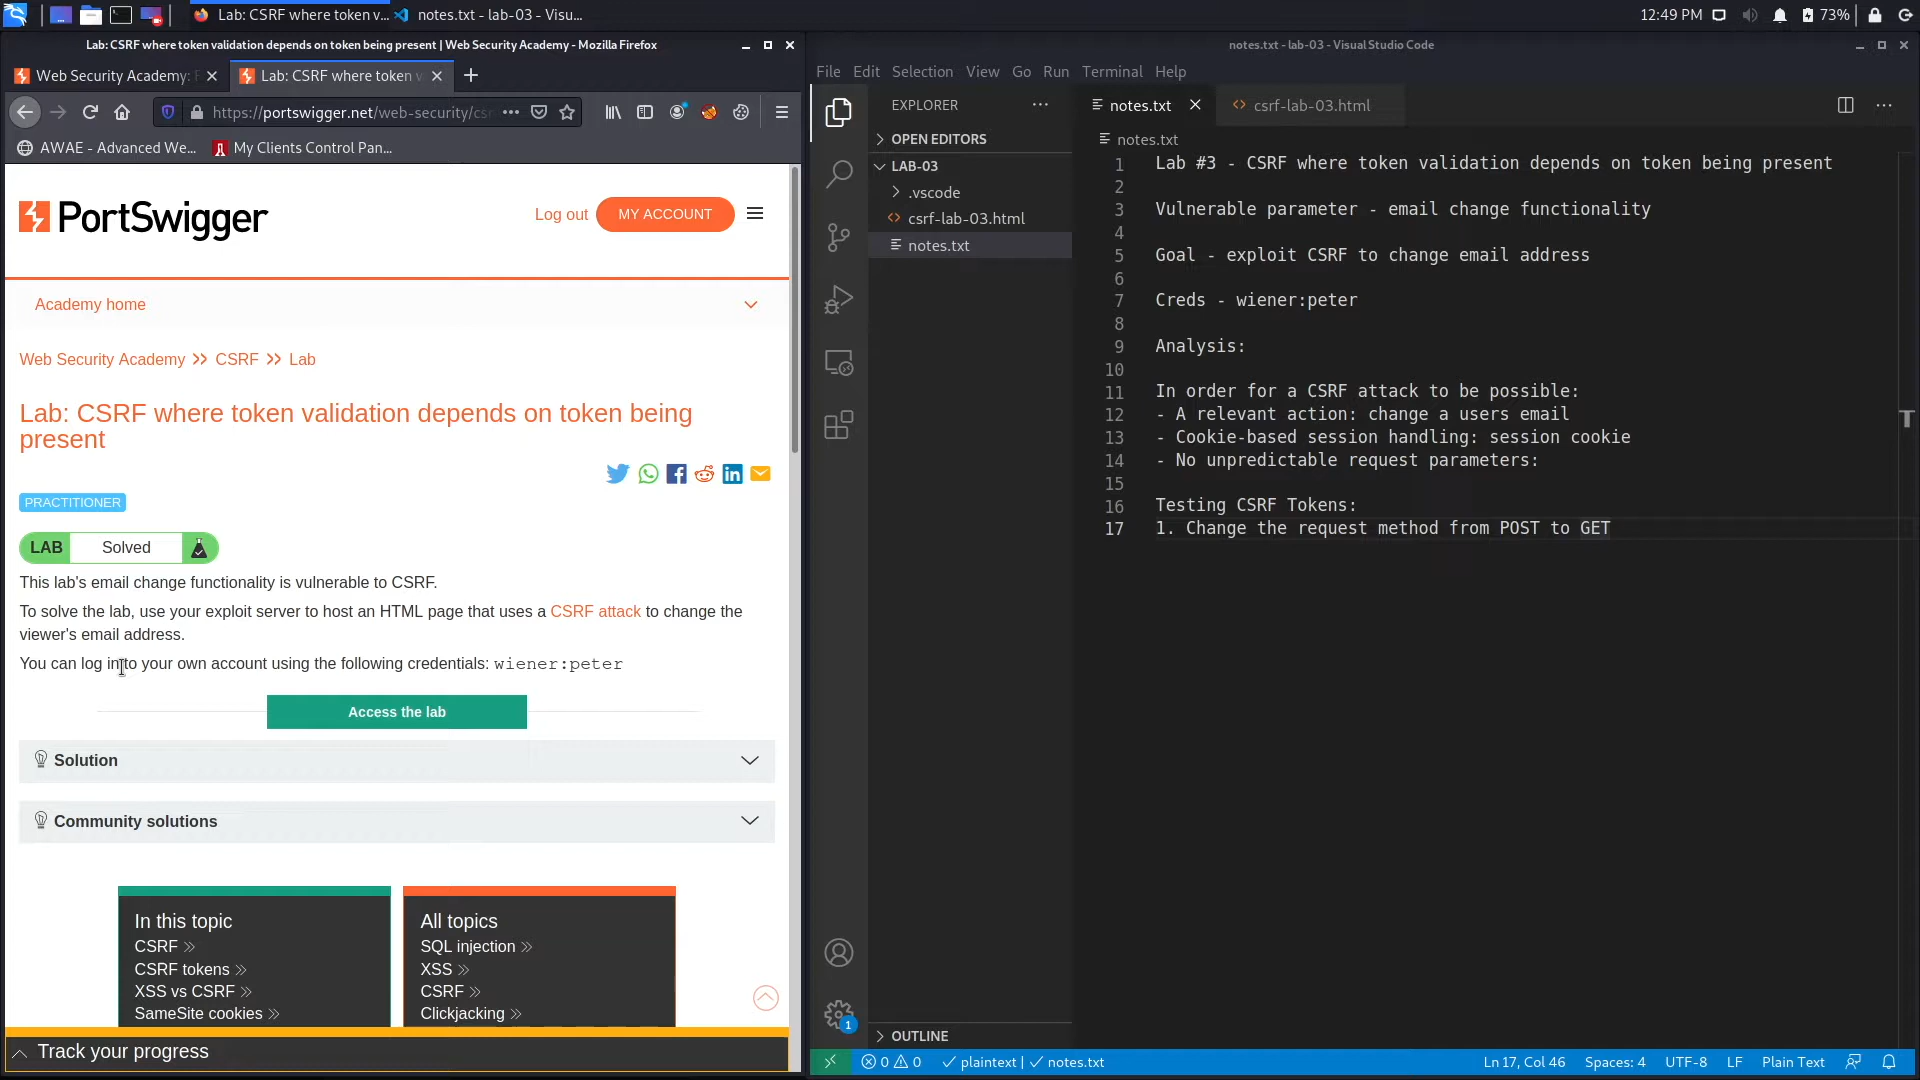 Lab: CSRF where token v...
notes.txt - lab-03 - Visu...
12:49 PM
73%
Lab: CSRF where token validation depends on token being present | Web Security Academy - Mozilla Firefox
notes.txt - lab-03 - Visual Studio Code
Web Security Academy:
Lab: CSRF where token v
File Edit Selection View Go Run Terminal Help
https://portswigger.net/web-security/cs
EXPLORER
notes.txt
csrf-lab-03.html
AWAE - Advanced We...
My Clients Control Pan...
OPEN EDITORS
LAB-03
.vscode
csrf-lab-03.html
notes.txt
notes.txt
1 Lab #3 - CSRF where token validation depends on token being present
2
3 Vulnerable parameter - email change functionality
4
5 Goal - exploit CSRF to change email address
6
7 Creds - wiener:peter
8
9 Analysis:
10
11 In order for a CSRF attack to be possible:
12 - A relevant action: change a users email
13 - Cookie-based session handling: session cookie
14 - No unpredictable request parameters:
15
16 Testing CSRF Tokens:
17 1. Change the request method from POST to GET
PortSwigger
Log out
MY ACCOUNT
Academy home
Web Security Academy >> CSRF >> Lab
Lab: CSRF where token validation depends on token being
present
PRACTITIONER
LAB Solved
This lab's email change functionality is vulnerable to CSRF.
To solve the lab, use your exploit server to host an HTML page that uses a CSRF attack to change the
viewer's email address.
You can log in to your own account using the following credentials: wiener:peter
Access the lab
Solution
Community solutions
In this topic
CSRF >>
CSRF tokens >>
XSS vs CSRF >>
SameSite cookies >>
All topics
SQL injection >>
XSS >>
CSRF >>
Clickjacking >>
Track your progress
1
OUTLINE
0 0
plaintext | notes.txt
Ln 17, Col 46
Spaces: 4
UTF-8
LF
Plain Text